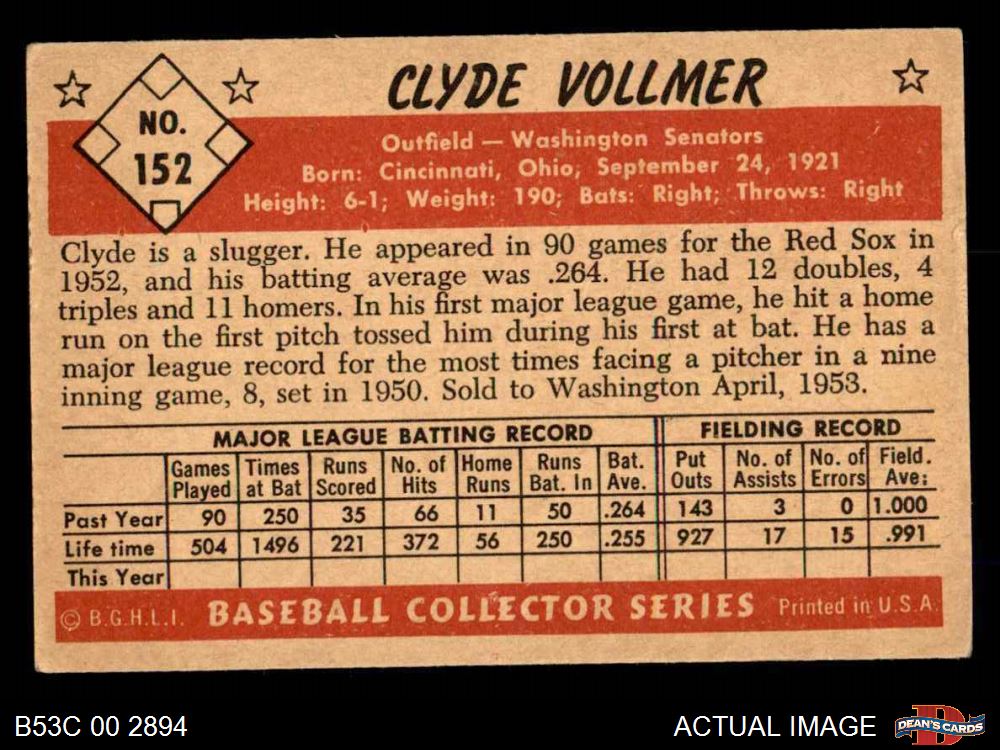 CLYDE VOLLMER
NO.
152
Outfield — Washington Senators
Born: Cincinnati, Ohio; September 24, 1921
Height: 6-1; Weight: 190; Bats: Right; Throws: Right
Clyde is a slugger. He appeared in 90 games for the Red Sox in
1952, and his batting average was .264. He had 12 doubles, 4
triples and 11 homers. In his first major league game, he hit a home
run on the first pitch tossed him during his first at bat. He has a
major league record for the most times facing a pitcher in a nine
inning game, 8, set in 1950. Sold to Washington April, 1953.
MAJOR LEAGUE BATTING RECORD FIELDING RECORD
Games Times Runs No. of Home Runs Bat. Put No. of No. of Field.
Played at Bat Scored Hits Runs Bat. In Ave. Outs Assists Errors Ave:
Past Year 90 250 35 66 11 50 .264 143 3 0 1.000
Life time 504 1496 221 372 56 250 .255 927 17 15 .991
This Year
© B.G.H.L.I. BASEBALL COLLECTOR SERIES Printed in U.S.A.
B53C 00 2894 ACTUAL IMAGE DEAN'S CARDS